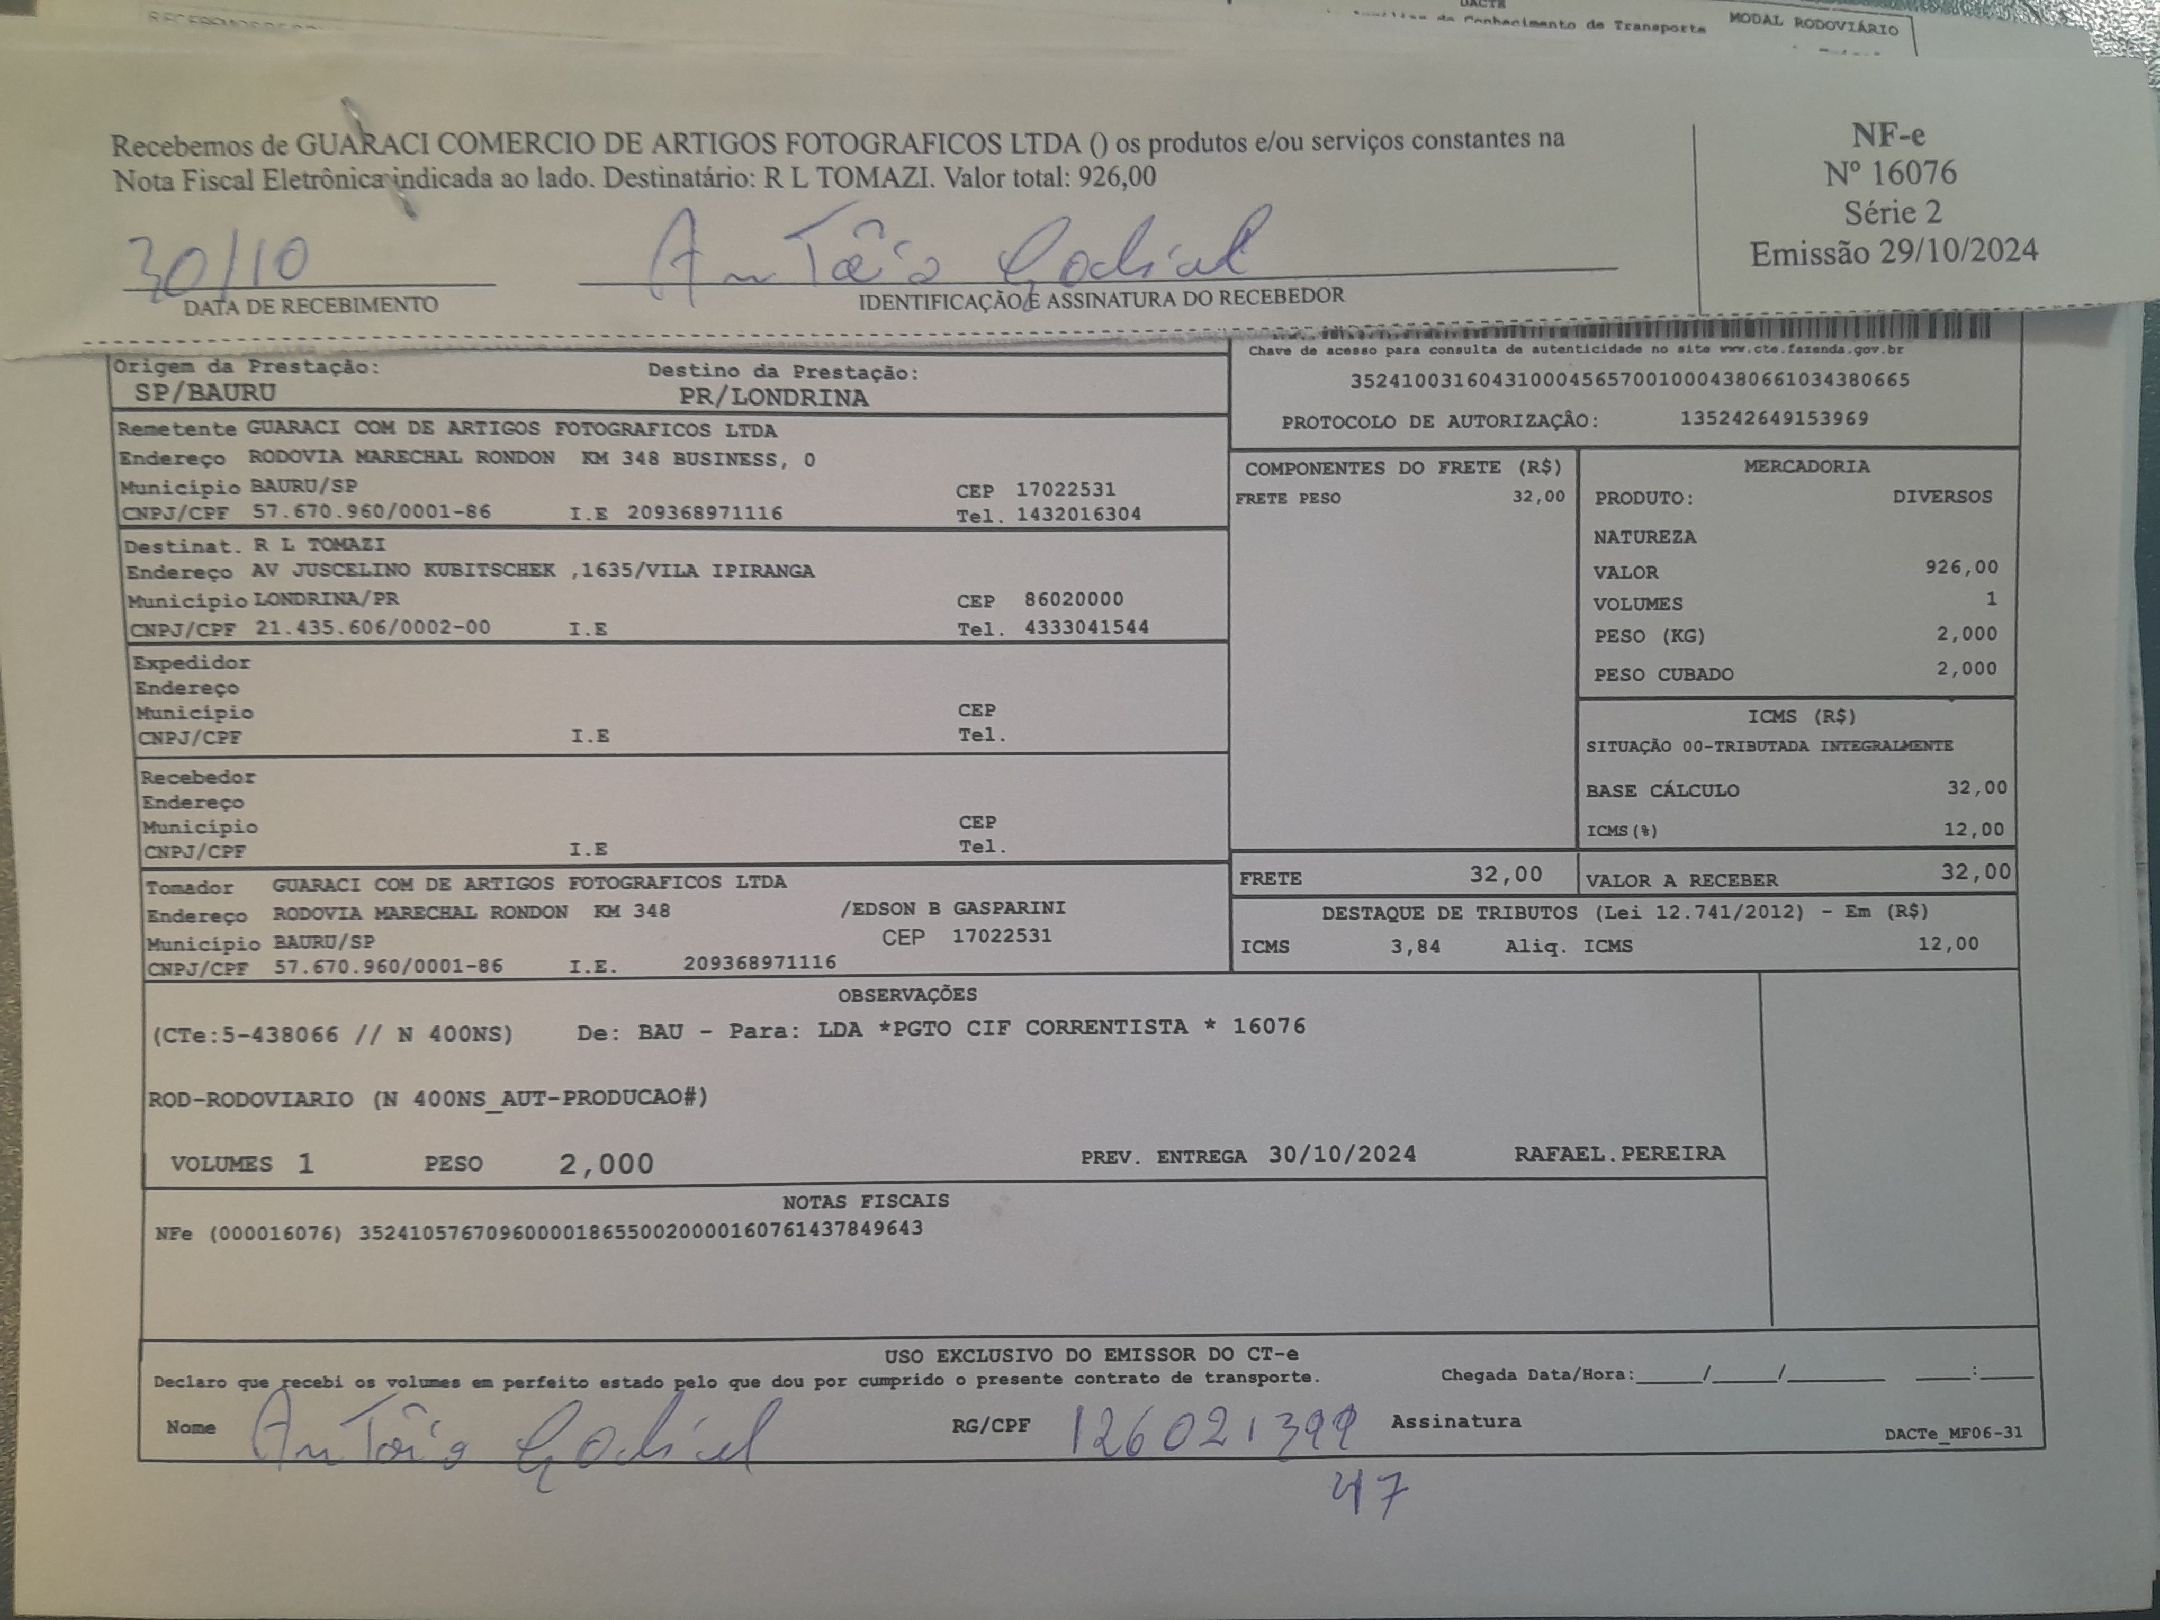 DACTE
Conhecimento de Transporte MODAL RODOVIÁRIO
Recebemos de GUARACI COMERCIO DE ARTIGOS FOTOGRAFICOS LTDA () os produtos e/ou serviços constantes na
Nota Fiscal Eletrônica indicada ao lado. Destinatário: R L TOMAZI. Valor total: 926,00
NF-e
Nº 16076
Série 2
Emissão 29/10/2024
30/10
DATA DE RECEBIMENTO
IDENTIFICAÇÃO E ASSINATURA DO RECEBEDOR
Origem da Prestação: Destino da Prestação:
SP/BAURU PR/LONDRINA
Chave de acesso para consulta de autenticidade no site www.cte.fazenda.gov.br
35241003160431000456570010004380661034380665
PROTOCOLO DE AUTORIZAÇÂO: 135242649153969
Remetente GUARACI COM DE ARTIGOS FOTOGRAFICOS LTDA
Endereço RODOVIA MARECHAL RONDON KM 348 BUSINESS, 0
Município BAURU/SP CEP 17022531
CNPJ/CPF 57.670.960/0001-86 I.E 209368971116 Tel. 1432016304
Destinat. R L TOMAZI
Endereço AV JUSCELINO KUBITSCHEK ,1635/VILA IPIRANGA
Município LONDRINA/PR CEP 86020000
CNPJ/CPF 21.435.606/0002-00 I.E Tel. 4333041544
Expedidor
Endereço
Município CEP
CNPJ/CPF I.E Tel.
Recebedor
Endereço
Município CEP
CNPJ/CPF I.E Tel.
Tomador GUARACI COM DE ARTIGOS FOTOGRAFICOS LTDA
Endereço RODOVIA MARECHAL RONDON KM 348 /EDSON B GASPARINI
Município BAURU/SP CEP 17022531
CNPJ/CPF 57.670.960/0001-86 I.E. 209368971116
COMPONENTES DO FRETE (R$)
FRETE PESO 32,00
MERCADORIA
PRODUTO: DIVERSOS
NATUREZA
VALOR 926,00
VOLUMES 1
PESO (KG) 2,000
PESO CUBADO 2,000
ICMS (R$)
SITUAÇÃO 00-TRIBUTADA INTEGRALMENTE
BASE CÁLCULO 32,00
ICMS(%) 12,00
FRETE 32,00 VALOR A RECEBER 32,00
DESTAQUE DE TRIBUTOS (Lei 12.741/2012) - Em (R$)
ICMS 3,84 Aliq. ICMS 12,00
OBSERVAÇÕES
(CTe:5-438066 // N 400NS) De: BAU - Para: LDA *PGTO CIF CORRENTISTA * 16076
ROD-RODOVIARIO (N 400NS_AUT-PRODUCAO#)
VOLUMES 1 PESO 2,000 PREV. ENTREGA 30/10/2024 RAFAEL.PEREIRA
NOTAS FISCAIS
NFe (000016076) 35241057670960000186550020000160761437849643
USO EXCLUSIVO DO EMISSOR DO CT-e
Declaro que recebi os volumes em perfeito estado pelo que dou por cumprido o presente contrato de transporte. Chegada Data/Hora:_____/_____/________ ____:____
Nome RG/CPF 126021399 Assinatura DACTe_MF06-31
47